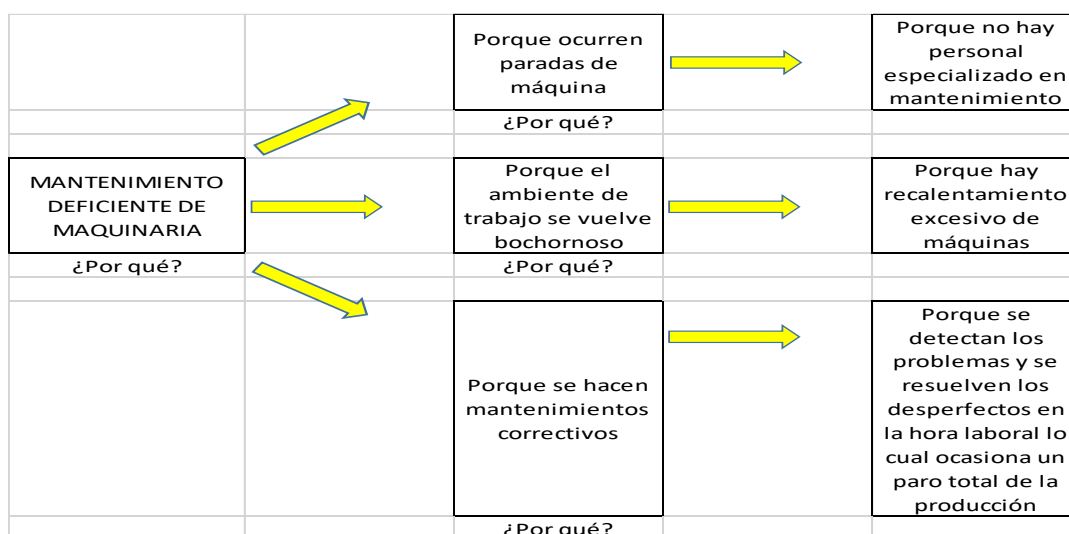 Porque ocurren
paradas de
máquina
Porque no hay
personal
especializado en
mantenimiento
¿Por qué?
MANTENIMIENTO
DEFICIENTE DE
MAQUINARIA
Porque el
ambiente de
trabajo se vuelve
bochornoso
Porque hay
recalentamiento
excesivo de
máquinas
¿Por qué?
¿Por qué?
Porque se hacen
mantenimientos
correctivos
Porque se
detectan los
problemas y se
resuelven los
desperfectos en
la hora laboral lo
cual ocasiona un
paro total de la
producción
¿Por qué?